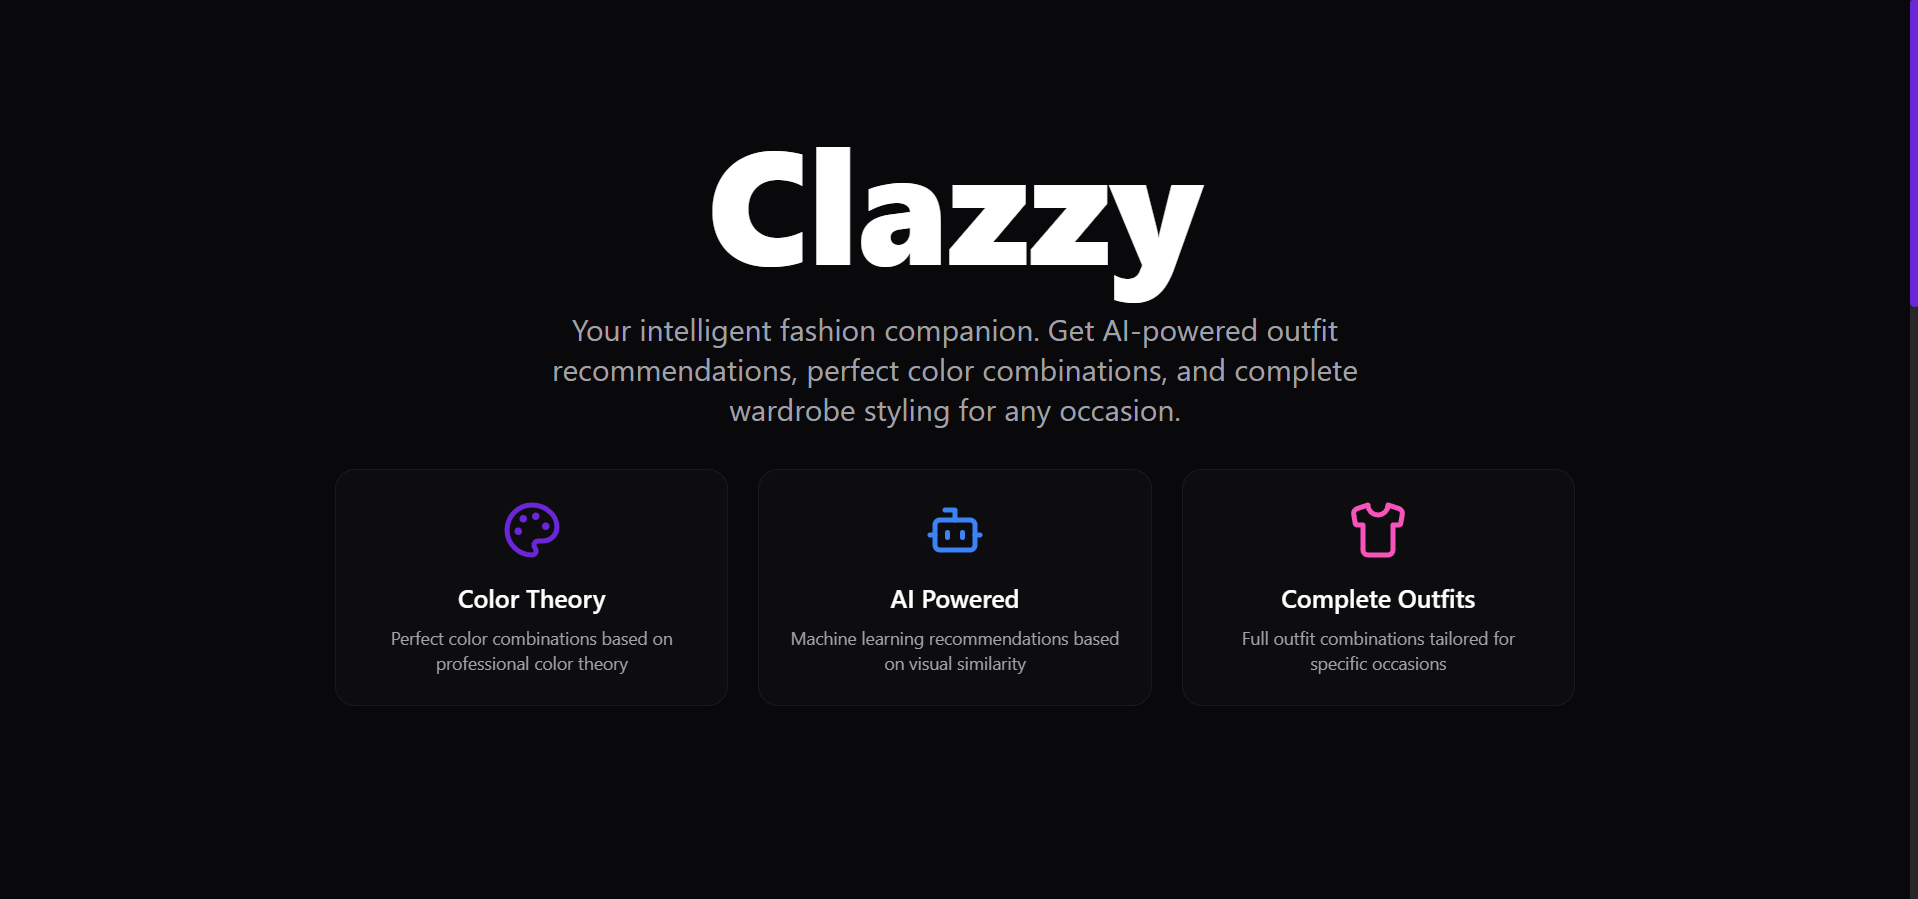 Clazzy
Your intelligent fashion companion. Get AI-powered outfit
recommendations, perfect color combinations, and complete
wardrobe styling for any occasion.
Color Theory
Perfect color combinations based on
professional color theory
AI Powered
Machine learning recommendations based
on visual similarity
Complete Outfits
Full outfit combinations tailored for
specific occasions